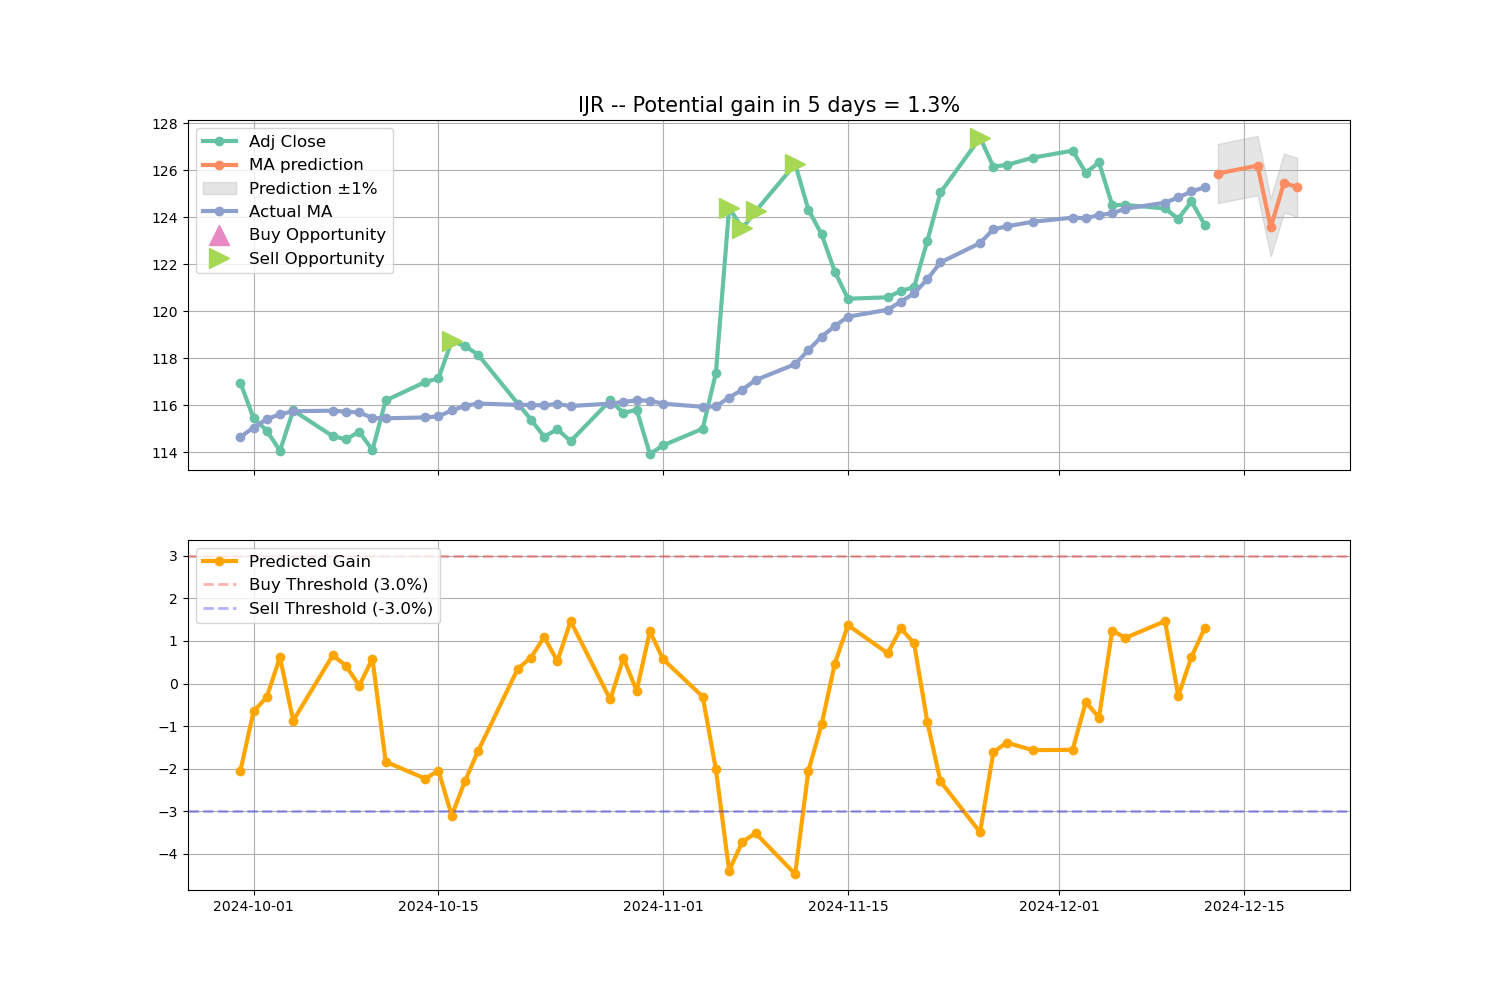 IJR -- Potential gain in 5 days = 1.3%
128
126
124
122
120
118
116
114
Adj Close
MA prediction
Prediction ±1%
Actual MA
Buy Opportunity
Sell Opportunity
3
2
1
0
−1
−2
−3
−4
Predicted Gain
Buy Threshold (3.0%)
Sell Threshold (-3.0%)
2024-10-01 2024-10-15 2024-11-01 2024-11-15 2024-12-01 2024-12-15